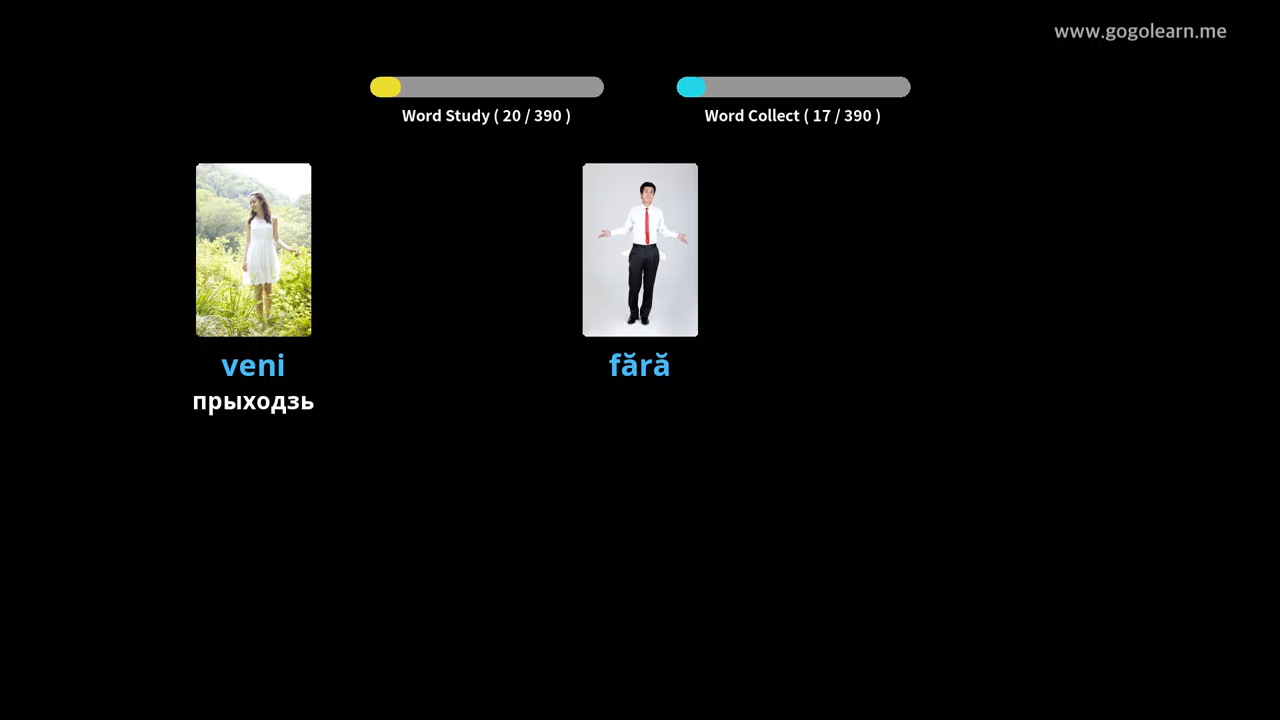 www.gogolearn.me
Word Study ( 20 / 390 )
Word Collect ( 17 / 390 )
veni
fără
прыходзь